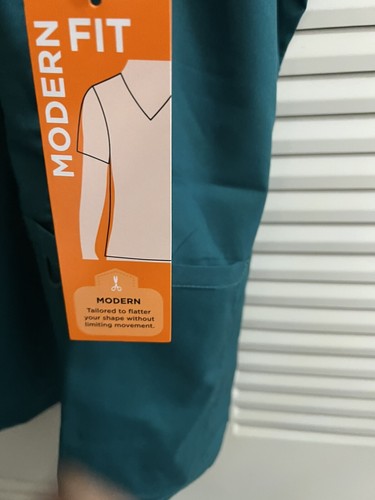 MODERN FIT
MODERN
Tailored to flatter
your shape without
limiting movement.